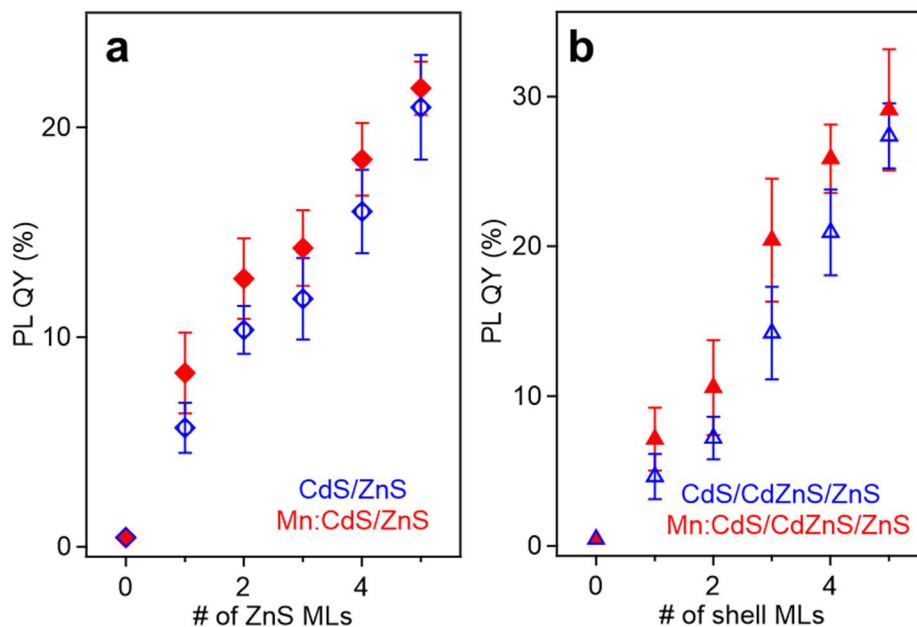 a
PL QY (%)
20
10
0
CdS/ZnS
Mn:CdS/ZnS
0 2 4
# of ZnS MLs
b
PL QY (%)
30
20
10
0
CdS/CdZnS/ZnS
Mn:CdS/CdZnS/ZnS
0 2 4
# of shell MLs